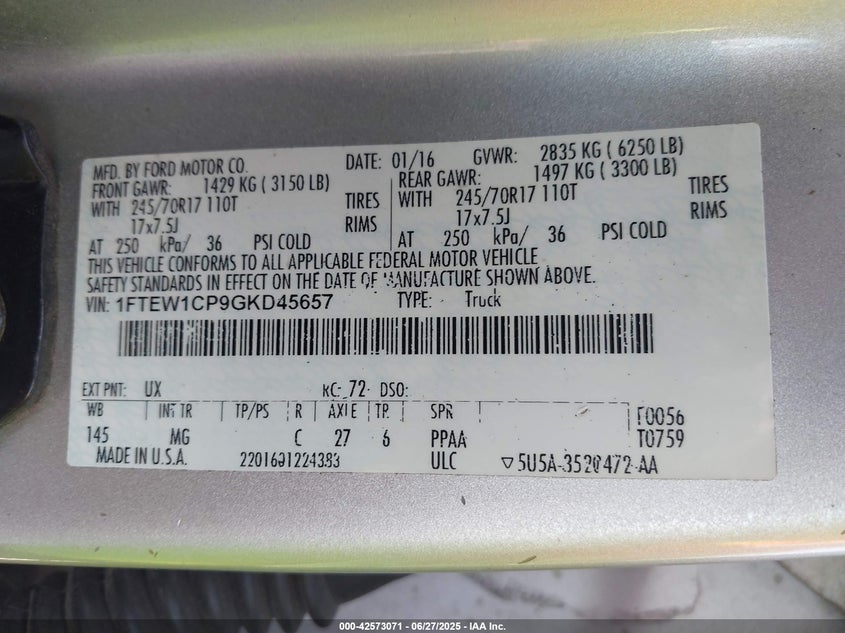 MFD. BY FORD MOTOR CO. DATE: 01/16 GVWR: 2835 KG ( 6250 LB)
FRONT GAWR: 1429 KG ( 3150 LB) REAR GAWR: 1497 KG ( 3300 LB)
WITH 245/70R17 110T TIRES WITH 245/70R17 110T TIRES
17x7.5J RIMS 17x7.5J RIMS
AT 250 kPa/ 36 PSI COLD AT 250 kPa/ 36 PSI COLD
THIS VEHICLE CONFORMS TO ALL APPLICABLE FEDERAL MOTOR VEHICLE
SAFETY STANDARDS IN EFFECT ON THE DATE OF MANUFACTURE SHOWN ABOVE.
VIN: 1FTEW1CP9GKD45657 TYPE: Truck
EXT PNT: UX RC: 72 DSO:
WB INT TR TP/PS R AXLE TR SPR F0056
145 MG C 27 6 PPAA T0759
MADE IN U.S.A. ULC
000-42573071 | 06/27/2025 - IAA Inc.